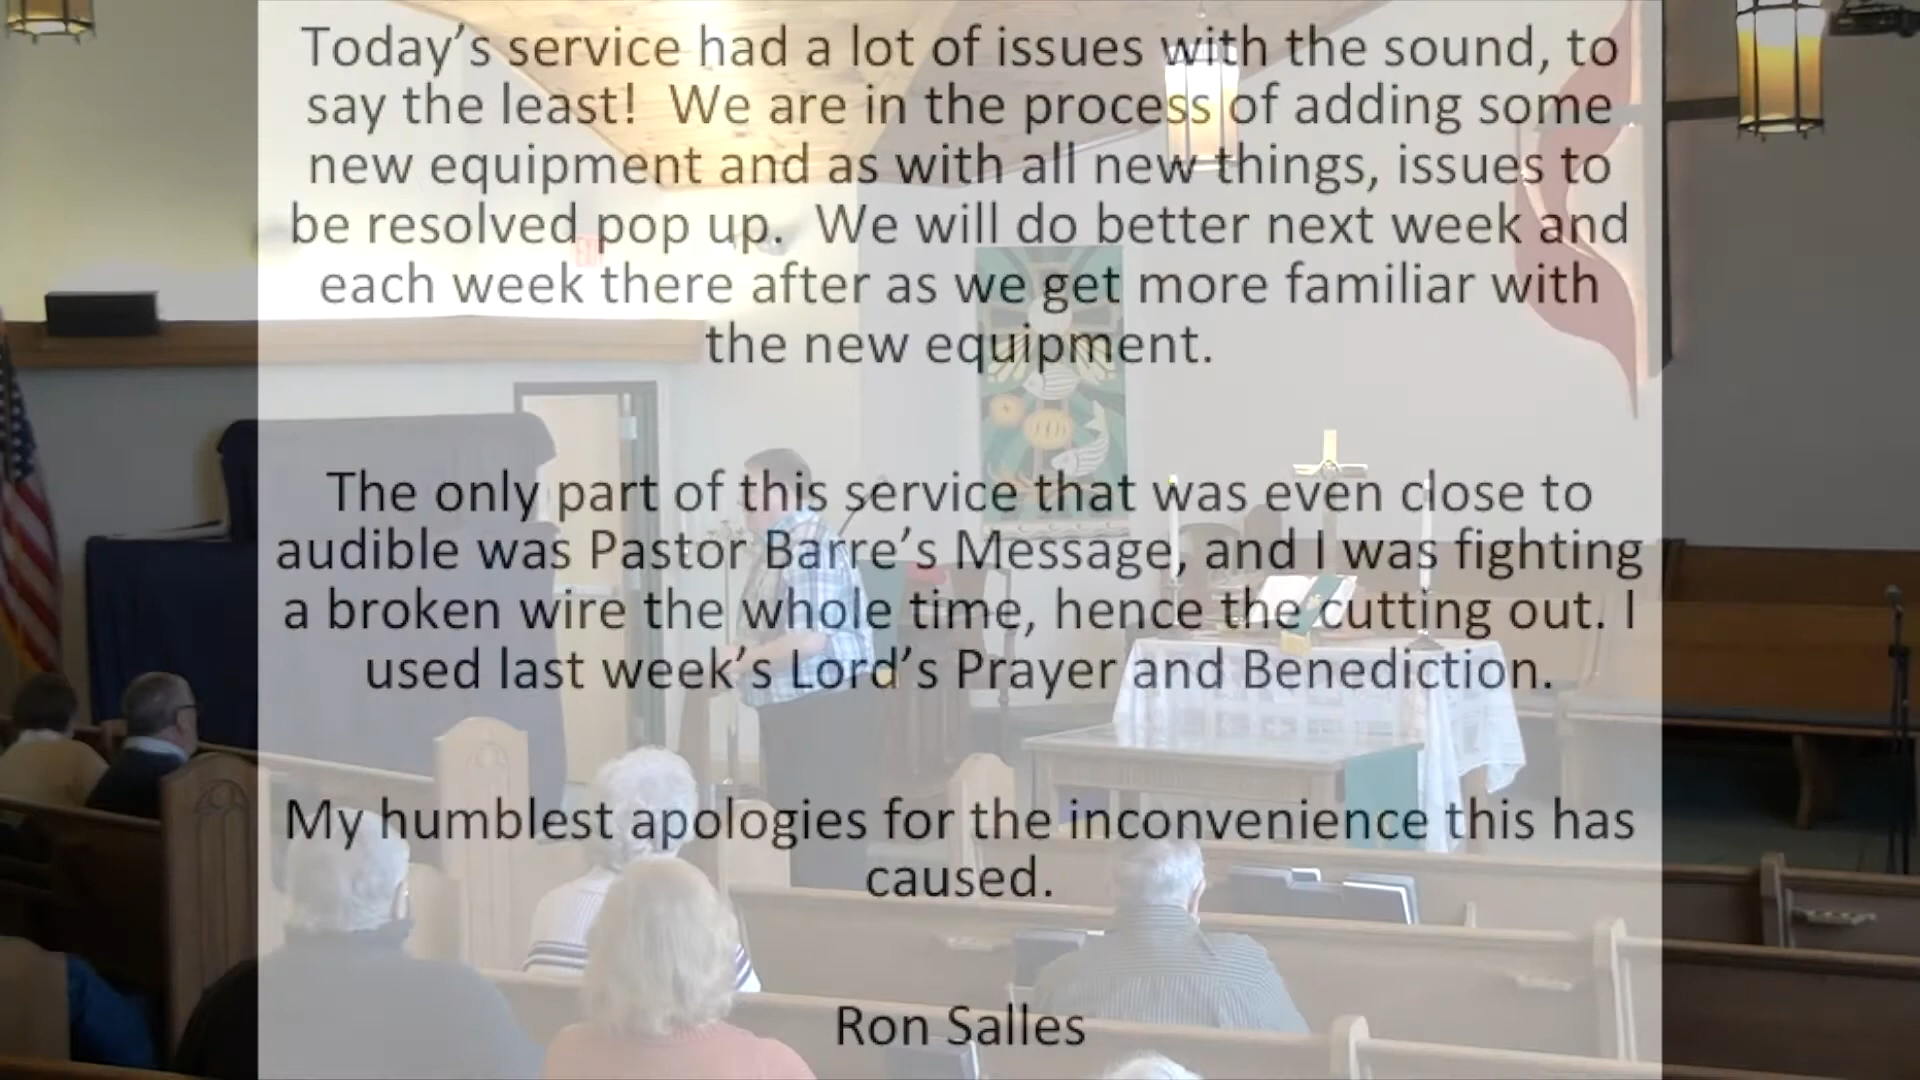 Today's service had a lot of issues with the sound, to
say the least!  We are in the process of adding some
new equipment and as with all new things, issues to
be resolved pop up.  We will do better next week and
each week there after as we get more familiar with
the new equipment.
EXIT
The only part of this service that was even close to
audible was Pastor Barre's Message, and I was fighting
a broken wire the whole time, hence the cutting out. I
used last week's Lord's Prayer and Benediction.
My humblest apologies for the inconvenience this has
caused.
Ron Salles